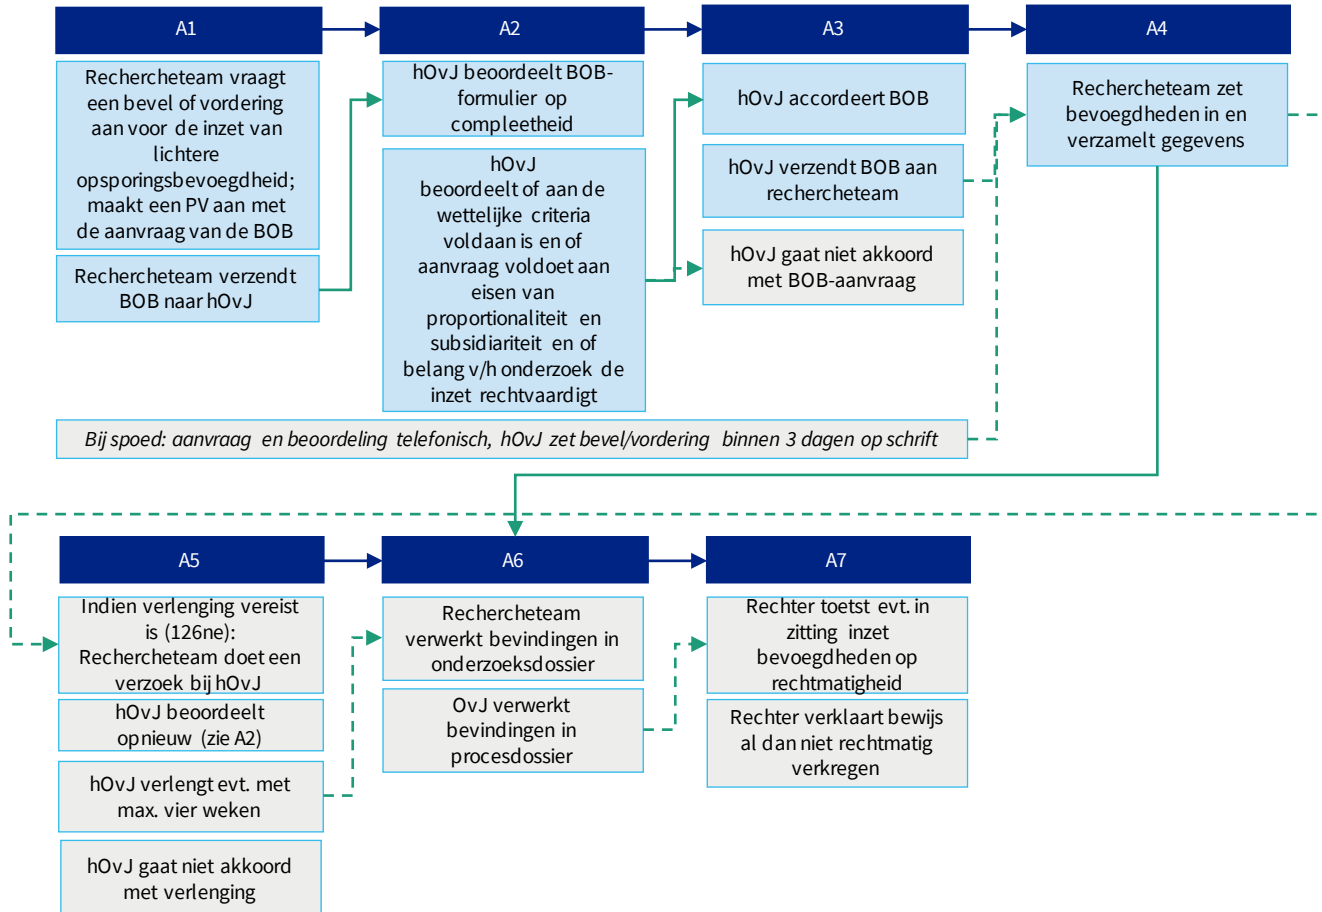 A1
Rechercheteam vraagt
een bevel of vordering
aan voor de inzet van
lichtere
opsporingsbevoegdheid;
maakt een PV aan met
de aanvraag van de BOB
Rechercheteam verzendt
BOB naar hOvJ
A2
hOvJ beoordeelt BOB-
formulier op
compleetheid
hOvJ
beoordeelt of aan de
wettelijke criteria
voldaan is en of
aanvraag voldoet aan
eisen van
proportionaliteit en
subsidiariteit en of
belang v/h onderzoek de
inzet rechtvaardigt
A3
hOvJ accordeert BOB
hOvJ verzendt BOB aan
rechercheteam
hOvJ gaat niet akkoord
met BOB-aanvraag
A4
Rechercheteam zet
bevoegdheden in en
verzamelt gegevens
Bij spoed: aanvraag en beoordeling telefonisch, hOvJ zet bevel/vordering binnen 3 dagen op schrift
A5
Indien verlenging vereist
is (126ne):
Rechercheteam doet een
verzoek bij hOvJ
hOvJ beoordeelt
opnieuw (zie A2)
hOvJ verlengt evt. met
max. vier weken
hOvJ gaat niet akkoord
met verlenging
A6
Rechercheteam
verwerkt bevindingen in
onderzoeksdossier
OvJ verwerkt
bevindingen in
procesdossier
A7
Rechter toetst evt. in
zitting inzet
bevoegdheden op
rechtmatigheid
Rechter verklaart bewijs
al dan niet rechtmatig
verkregen